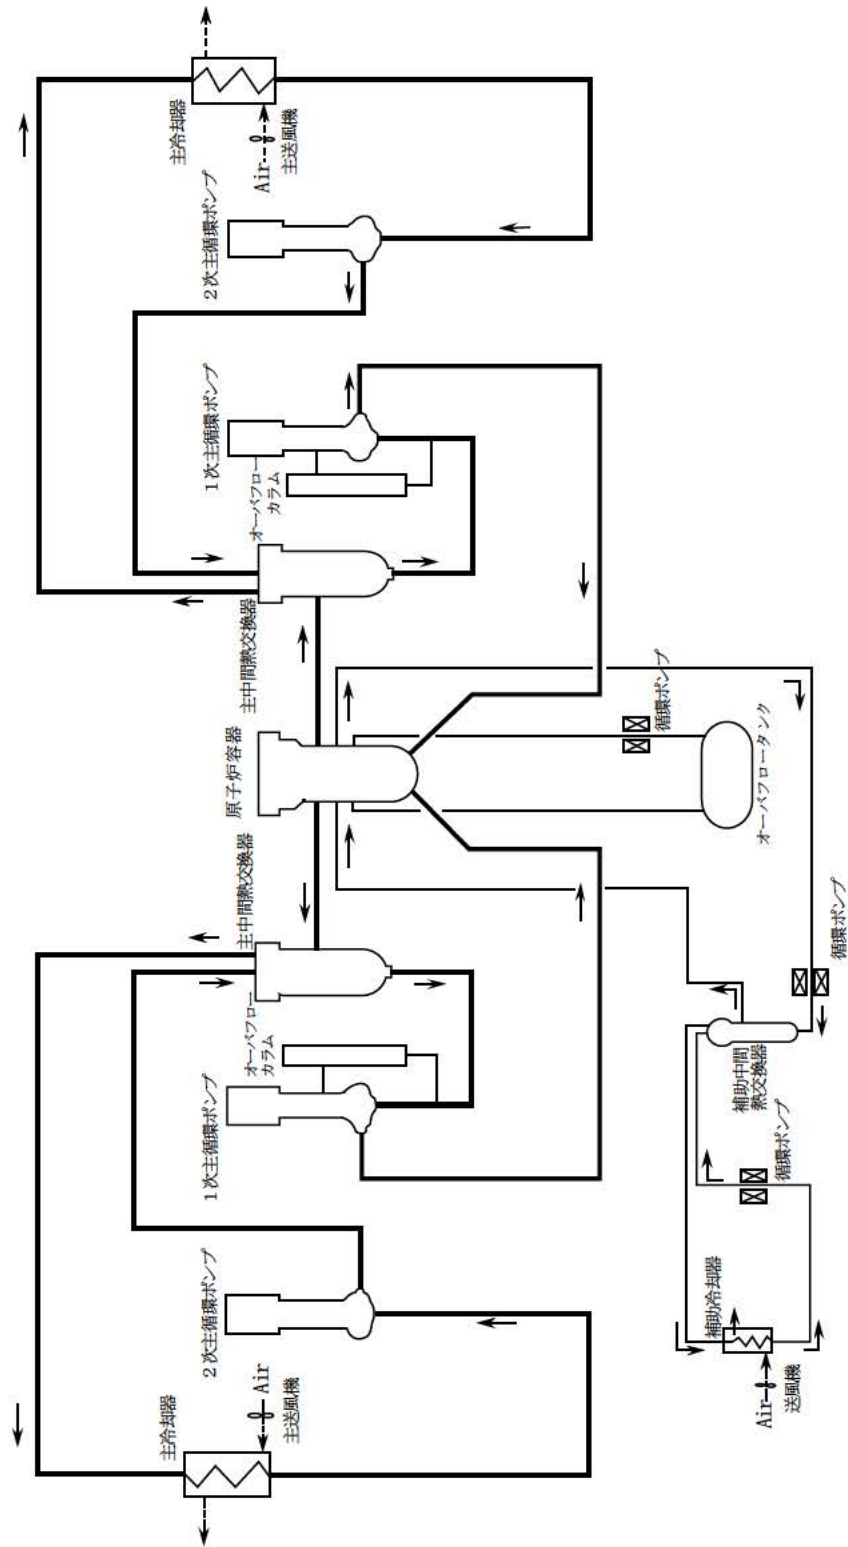 主冷却器
Air
主送風機
2次主循環ポンプ
1次主循環ポンプ
オーバフロー
カラム
主中間熱交換器
原子炉容器
循環ポンプ
オーバフロータンク
主中間熱交換器
オーバフロー
カラム
1次主循環ポンプ
循環ポンプ
補助中間
熱交換器
循環ポンプ
2次主循環ポンプ
補助冷却器
Air
送風機
Air
主送風機
主冷却器